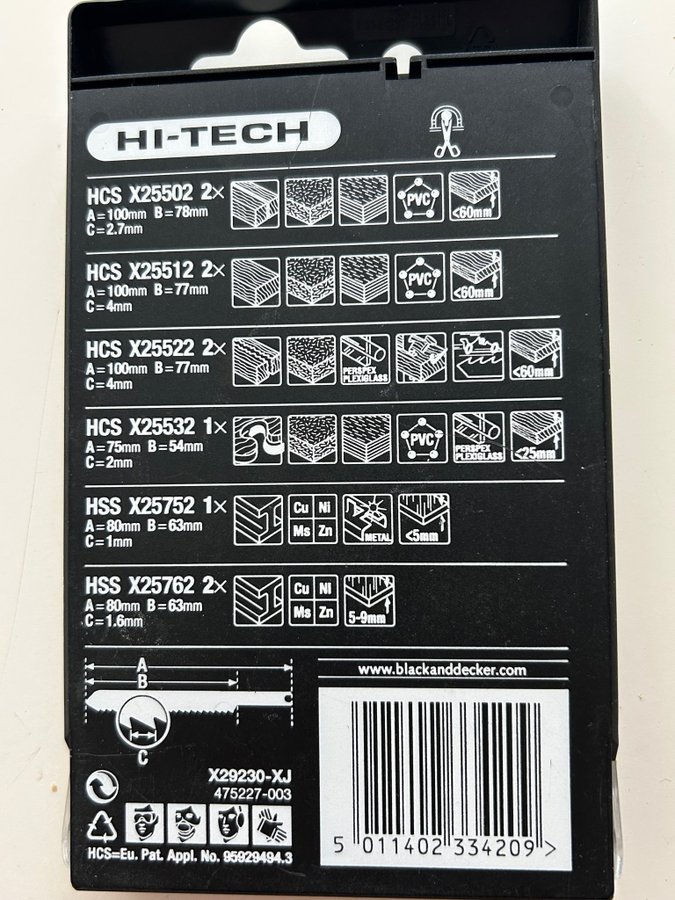 HI-TECH
HCS X25502 2×
A=100mm B=78mm
C=2.7mm
PVC
<60mm
HCS X25512 2×
A=100mm B=77mm
C=4mm
PVC
<60mm
HCS X25522 2×
A=100mm B=77mm
C=4mm
PERSPEX
PLEXIGLASS
<60mm
HCS X25532 1×
A=75mm B=54mm
C=2mm
PVC
PERSPEX
PLEXIGLASS
<25mm
HSS X25752 1×
A=80mm B=63mm
C=1mm
Cu Ni
Ms Zn
METAL
<5mm
HSS X25762 2×
A=80mm B=63mm
C=1.6mm
Cu Ni
Ms Zn
5-9mm
A
B
C
www.blackanddecker.com
X29230-XJ
475227-003
HCS=Eu. Pat. Appl. No. 95929494.3
5 011402 334209 >